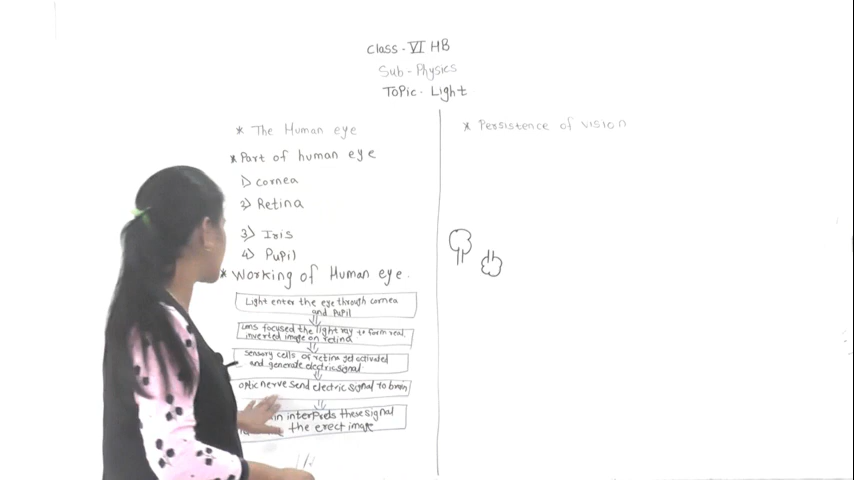 Class - VI HB
Sub - Physics
Topic - Light
* The Human eye
* Part of human eye
1) Cornea
2) Retina
3) Iris
4) Pupil
* Working of Human eye.
Light enter the eye through cornea
and Pupil
Lens focused the light ray to form real
inverted image on retina
Sensory cells of retina get activated
and generate electric signal.
Optic nerve send electric signal to brain
interprets these signal
the erect image
* Persistence of vision